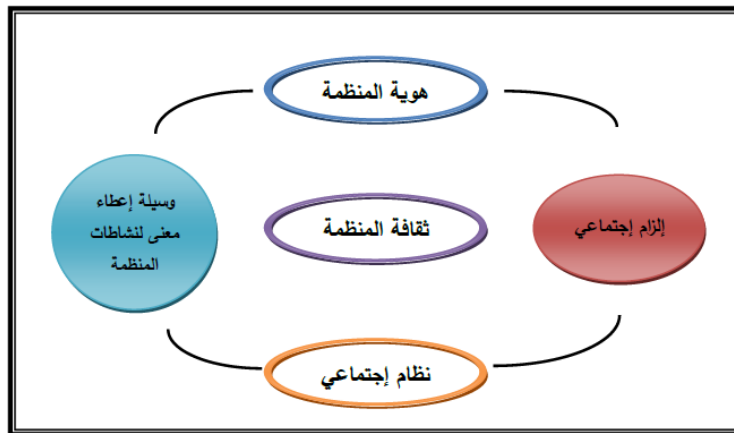 هوية المنظمة
إلزام إجتماعي
ثقافة المنظمة
وسيلة إعطاء
معنى لنشاطات
المنظمة
نظام إجتماعي